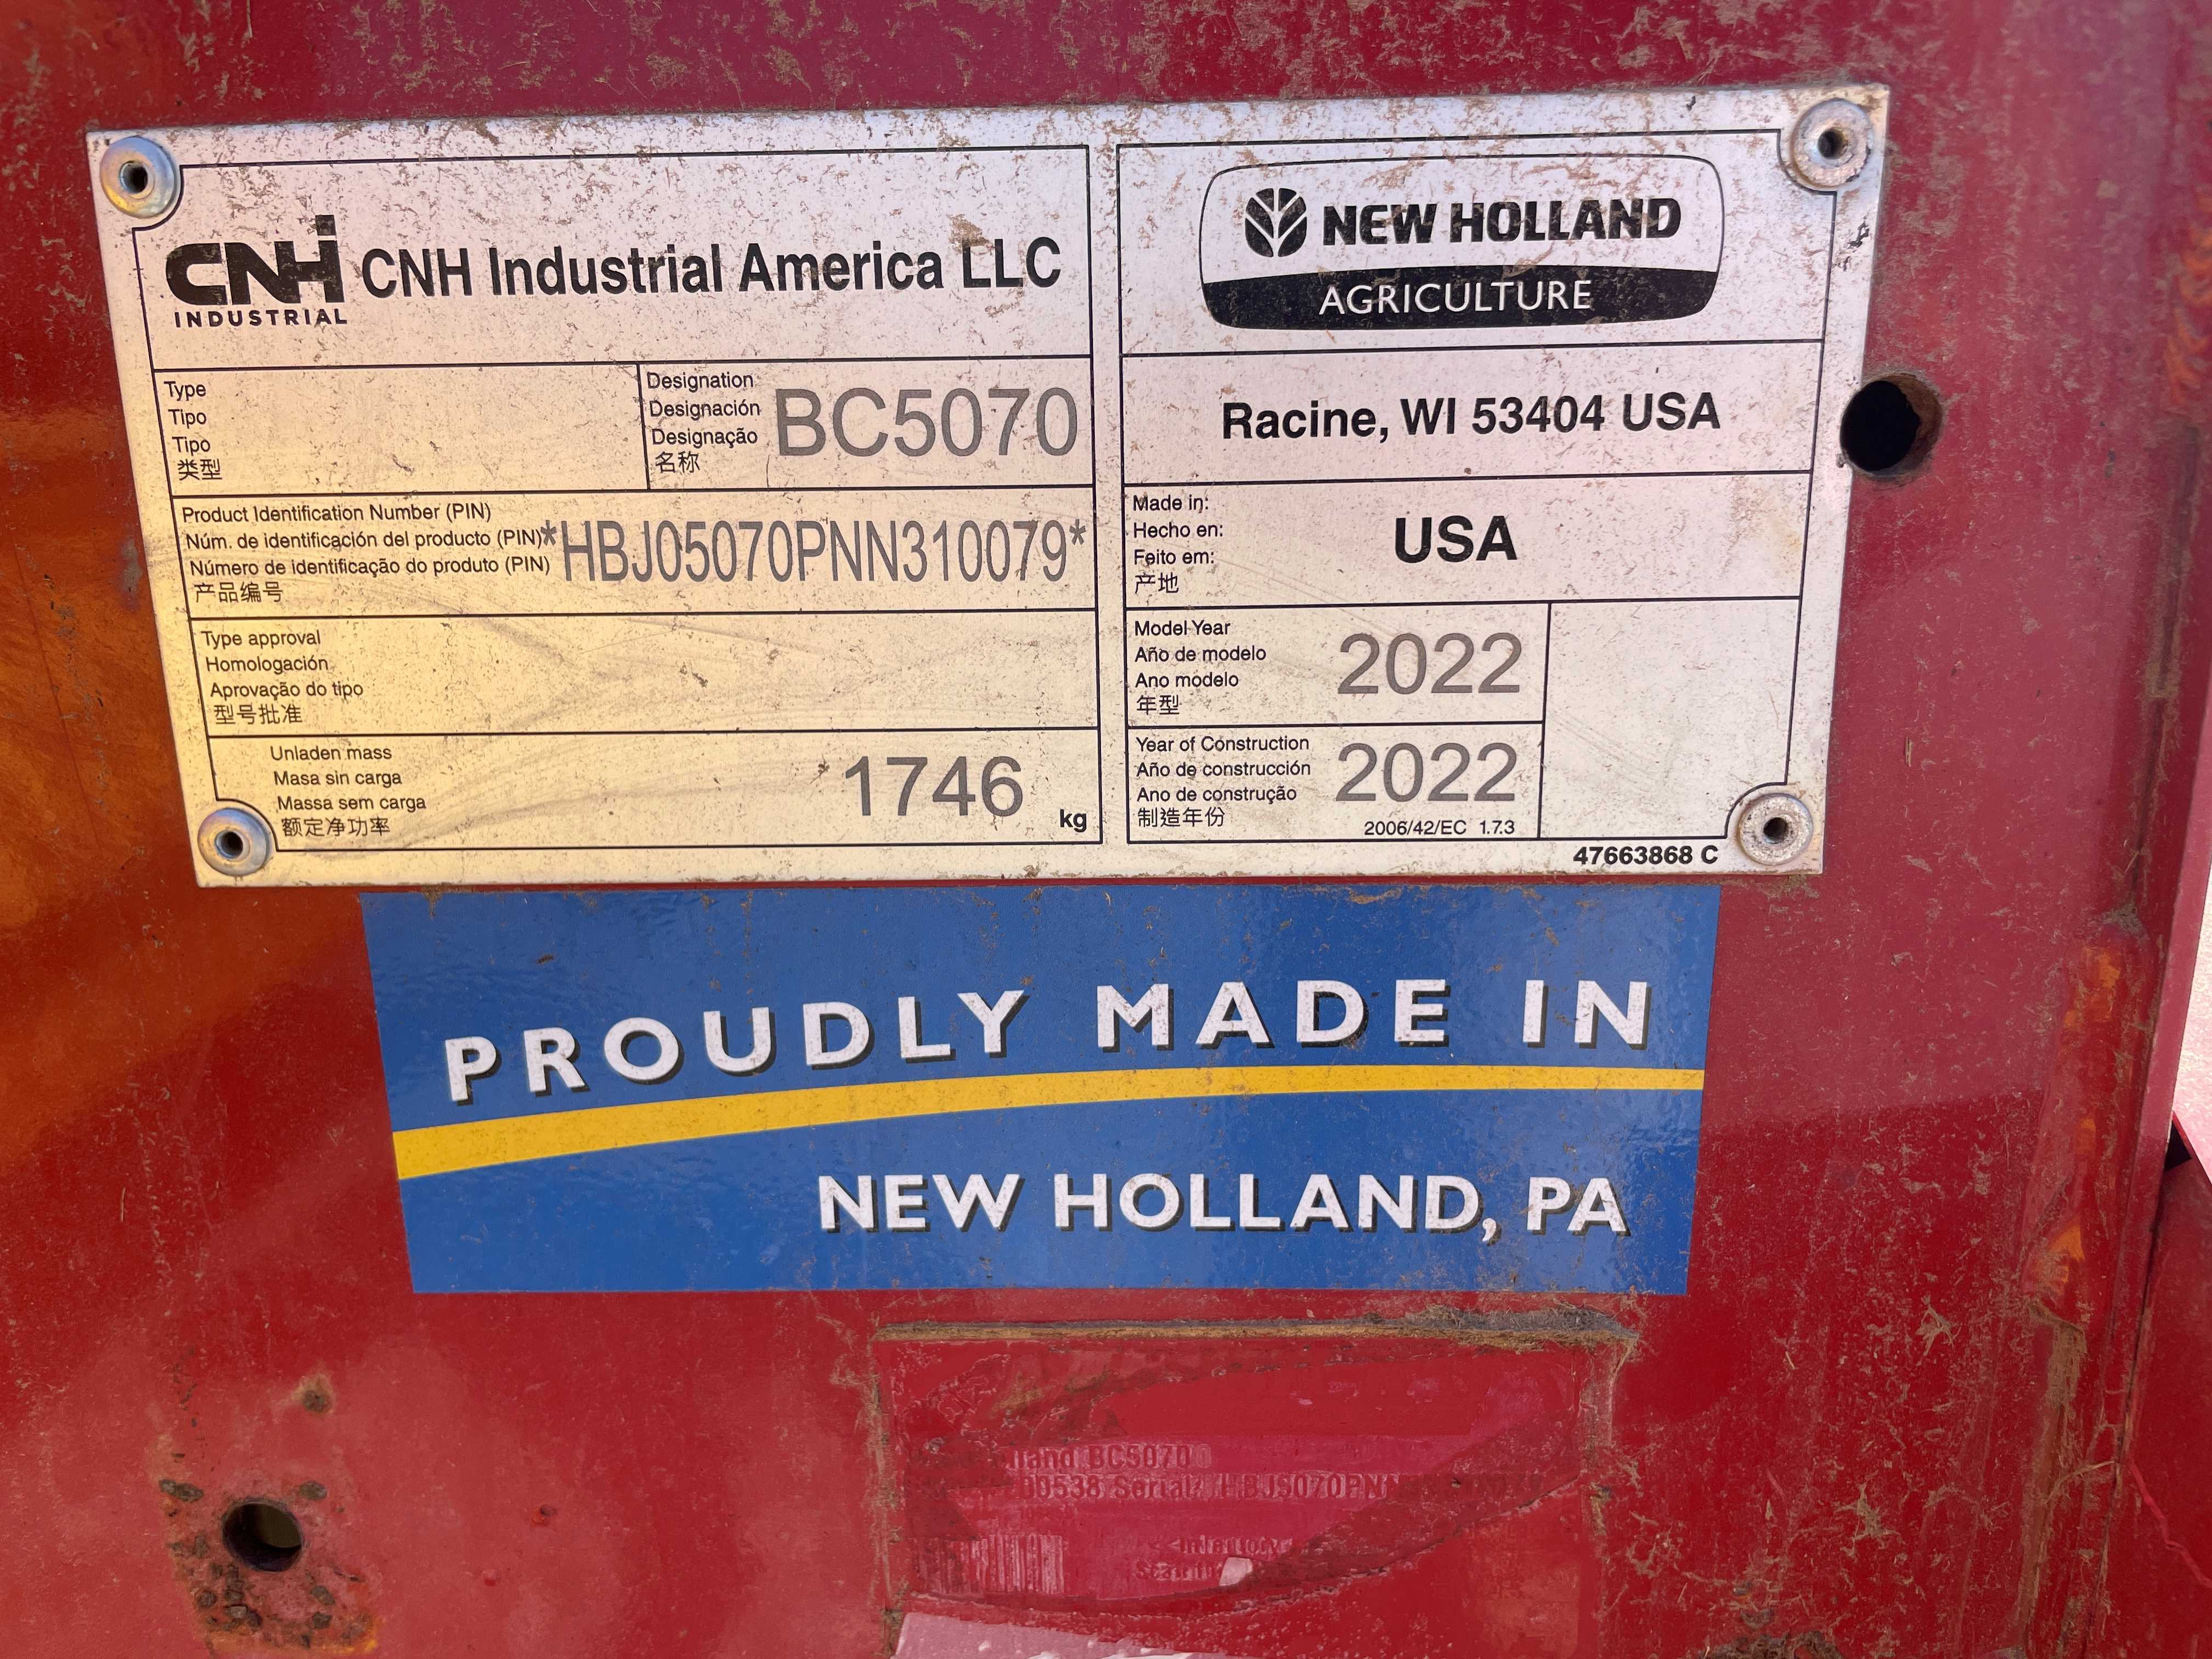 CNH
INDUSTRIAL
CNH Industrial America LLC
Type
Tipo
Tipo
类型
Designation
Designación
Designação
名称
BC5070
Product Identification Number (PIN)
Núm. de identificación del producto (PIN)
Número de identificação do produto (PIN)
产品编号
*HBJ05070PNN310079*
Type approval
Homologación
Aprovação do tipo
型号批准
Unladen mass
Masa sin carga
Massa sem carga
额定净功率
1746
kg
NEW HOLLAND
AGRICULTURE
Racine, WI 53404 USA
Made in:
Hecho en:
Feito em:
产地
USA
Model Year
Año de modelo
Ano modelo
年型
2022
Year of Construction
Año de construcción
Ano de construção
制造年份
2022
2006/42/EC 1.7.3
47663868 C
PROUDLY MADE IN
NEW HOLLAND, PA
BC5070